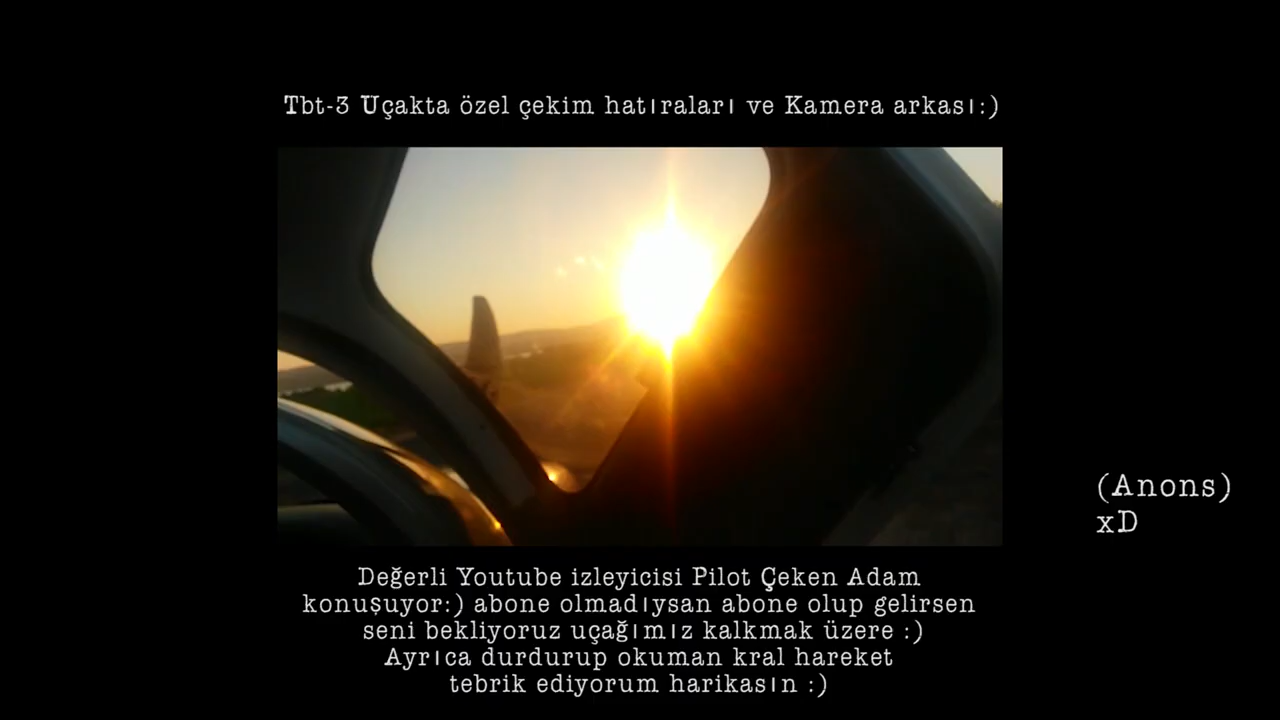 Tbt-3 Uçakta özel çekim hatıraları ve Kamera arkası:)
(Anons)
xD
Değerli Youtube izleyicisi Pilot Çeken Adam
konuşuyor:) abone olmadıysan abone olup gelirsen
seni bekliyoruz uçağımız kalkmak üzere :)
Ayrıca durdurup okuman kral hareket
tebrik ediyorum harikasın :)